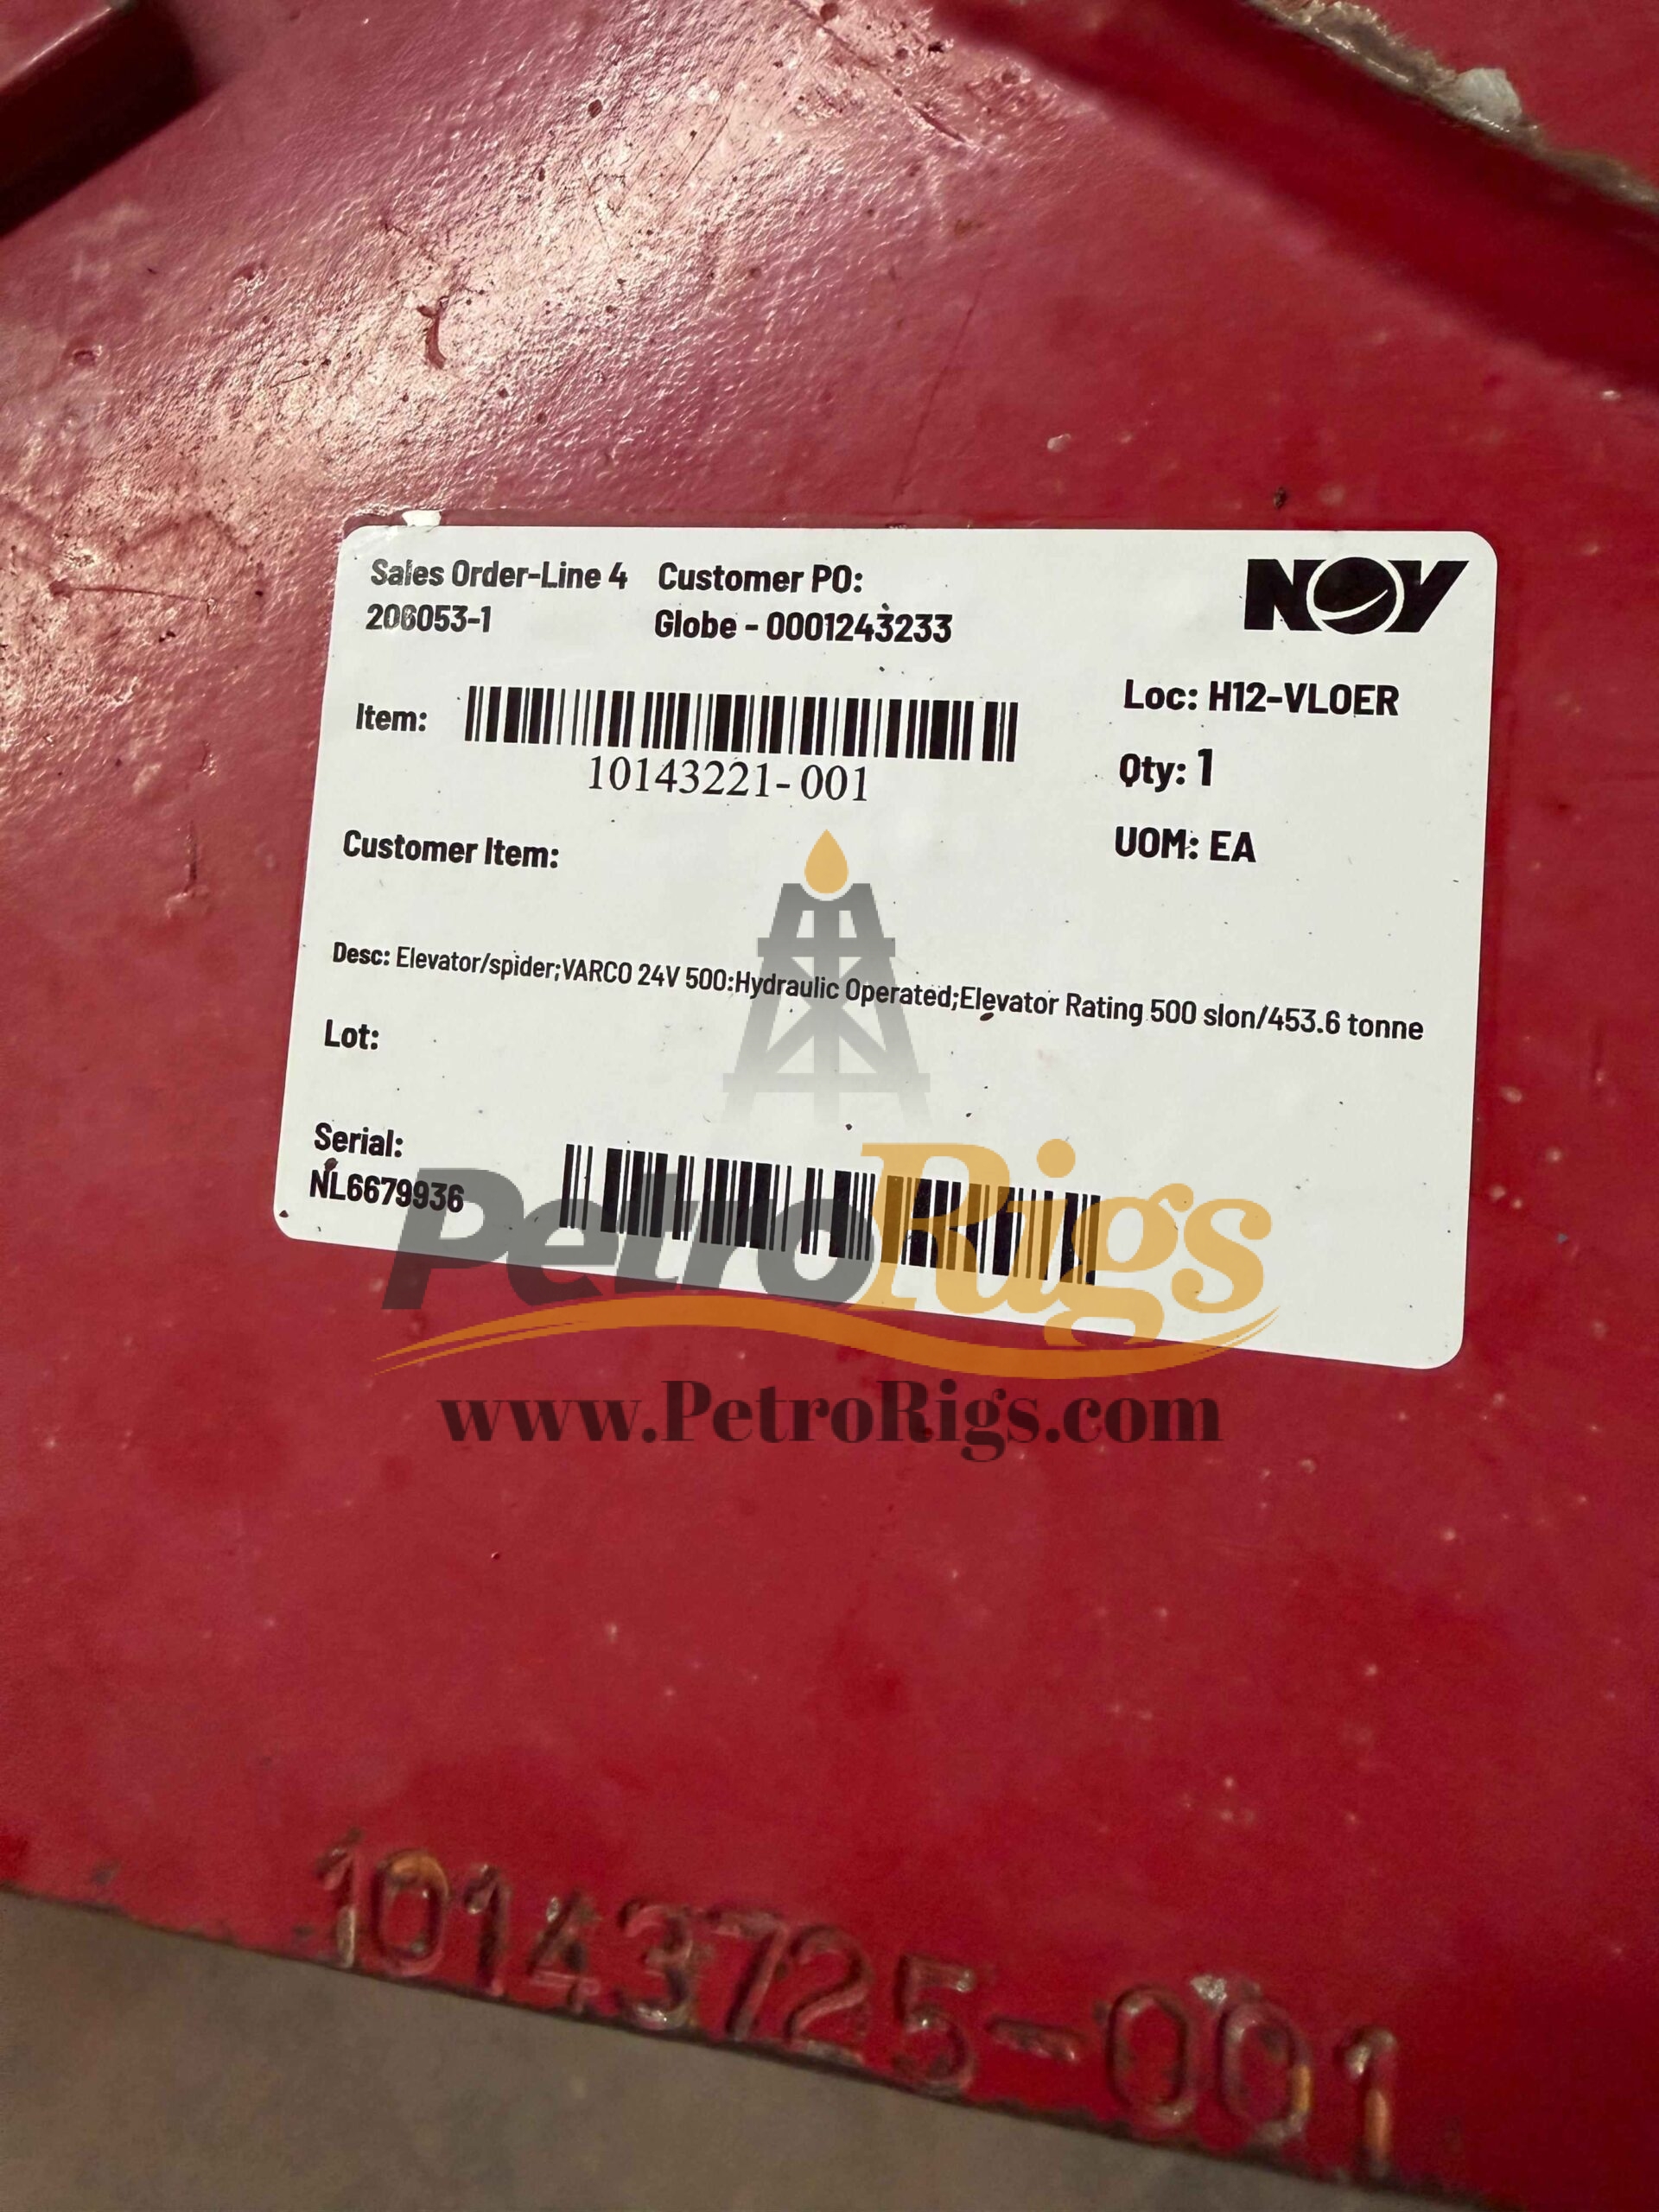 Sales Order-Line 4 Customer PO:
206053-1 Globe - 0001243233
NOV
Item:
10143221-001
Loc: H12-VLOER
Qty: 1
UOM: EA
Customer Item:
Desc: Elevator/spider;VARCO 24V 500:Hydraulic Operated;Elevator Rating 500 slon/453.6 tonne
Lot:
Serial:
NL6679936
PetroRigs
www.PetroRigs.com
10143725-001